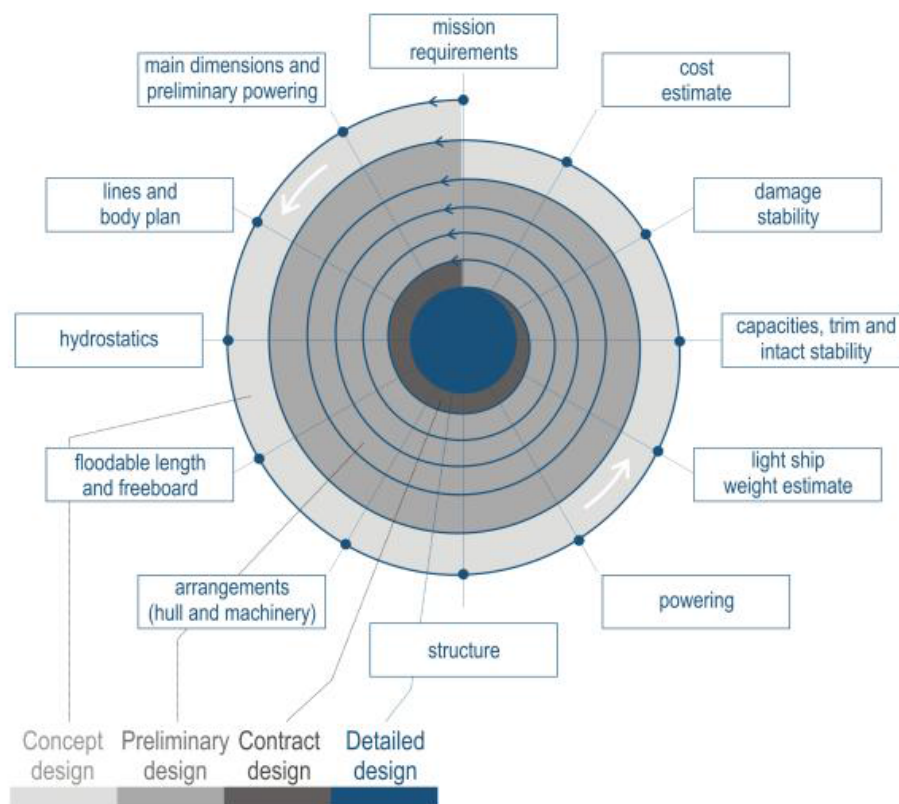 mission
requirements
main dimensions and
preliminary powering
cost
estimate
lines and
body plan
damage
stability
hydrostatics
capacities, trim and
intact stability
floodable length
and freeboard
light ship
weight estimate
arrangements
(hull and machinery)
powering
structure
Concept
design
Preliminary
design
Contract
design
Detailed
design